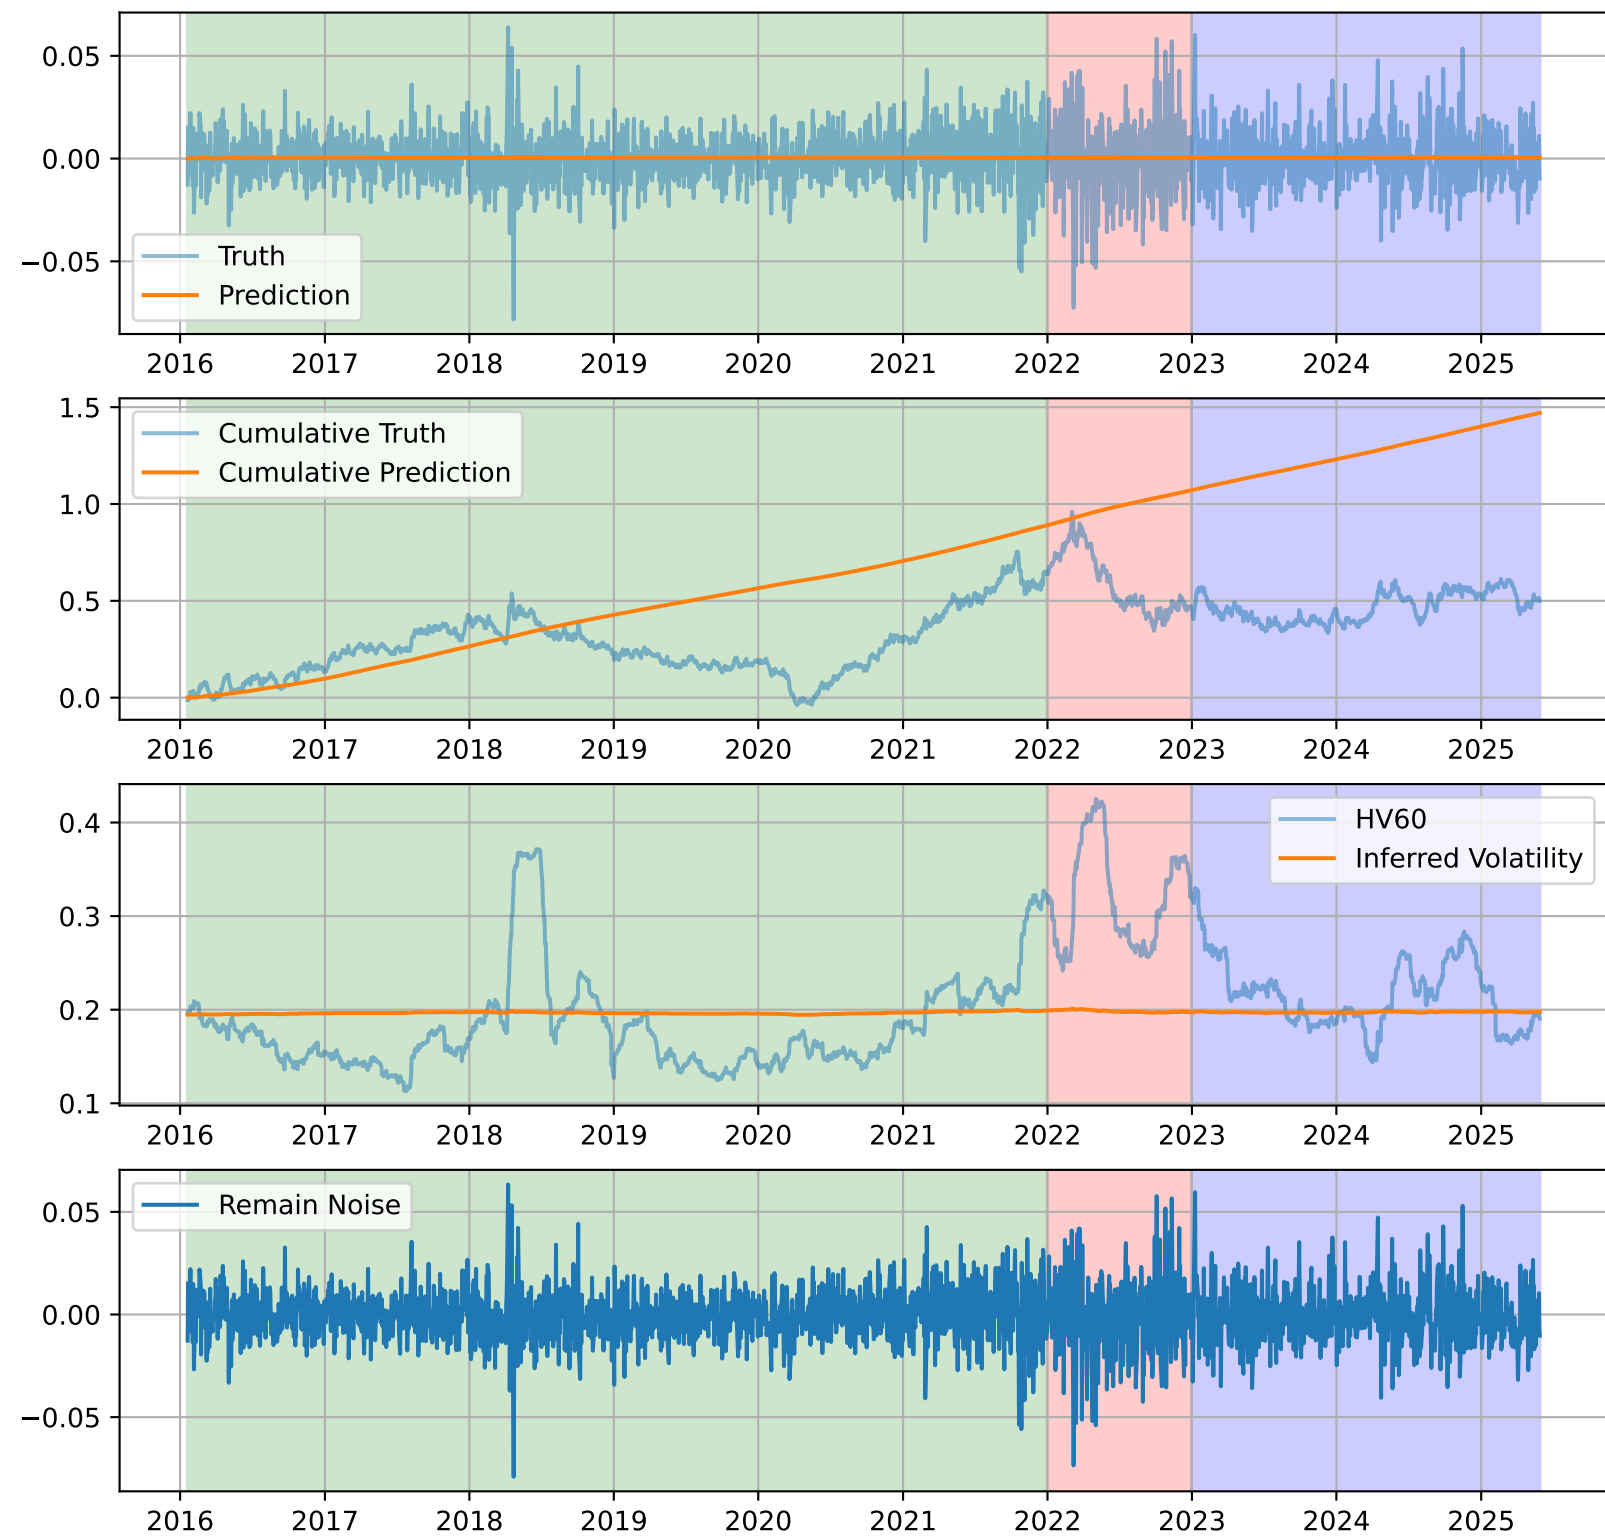 0.05
0.00
−0.05
Truth
Prediction
2016 2017 2018 2019 2020 2021 2022 2023 2024 2025
1.5
1.0
0.5
0.0
Cumulative Truth
Cumulative Prediction
2016 2017 2018 2019 2020 2021 2022 2023 2024 2025
0.4
0.3
0.2
0.1
HV60
Inferred Volatility
2016 2017 2018 2019 2020 2021 2022 2023 2024 2025
Remain Noise
0.05
0.00
−0.05
2016 2017 2018 2019 2020 2021 2022 2023 2024 2025